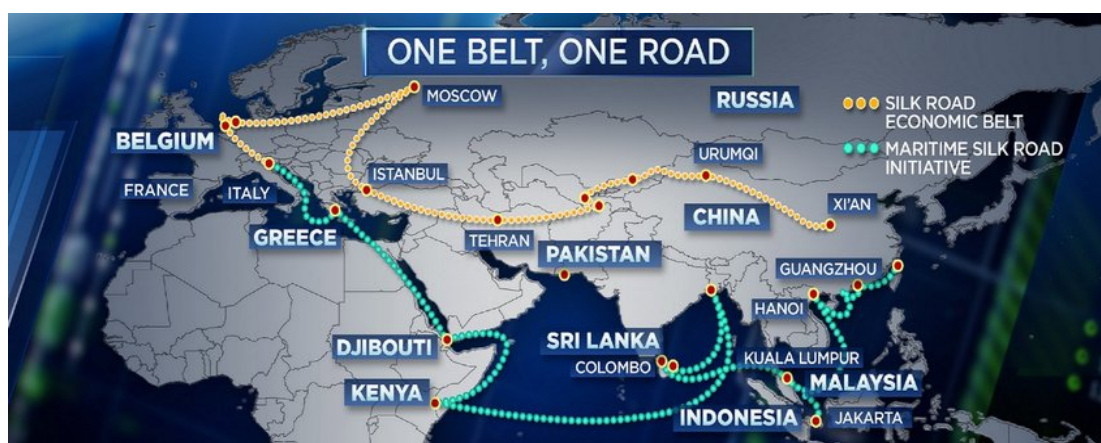 ONE BELT, ONE ROAD
MOSCOW
RUSSIA
SILK ROAD
ECONOMIC BELT
MARITIME SILK ROAD
INITIATIVE
BELGIUM
FRANCE
ITALY
ISTANBUL
URUMQI
XI'AN
CHINA
GREECE
TEHRAN
PAKISTAN
GUANGZHOU
HANOI
DJIBOUTI
SRI LANKA
COLOMBO
KUALA LUMPUR
KENYA
MALAYSIA
INDONESIA
JAKARTA